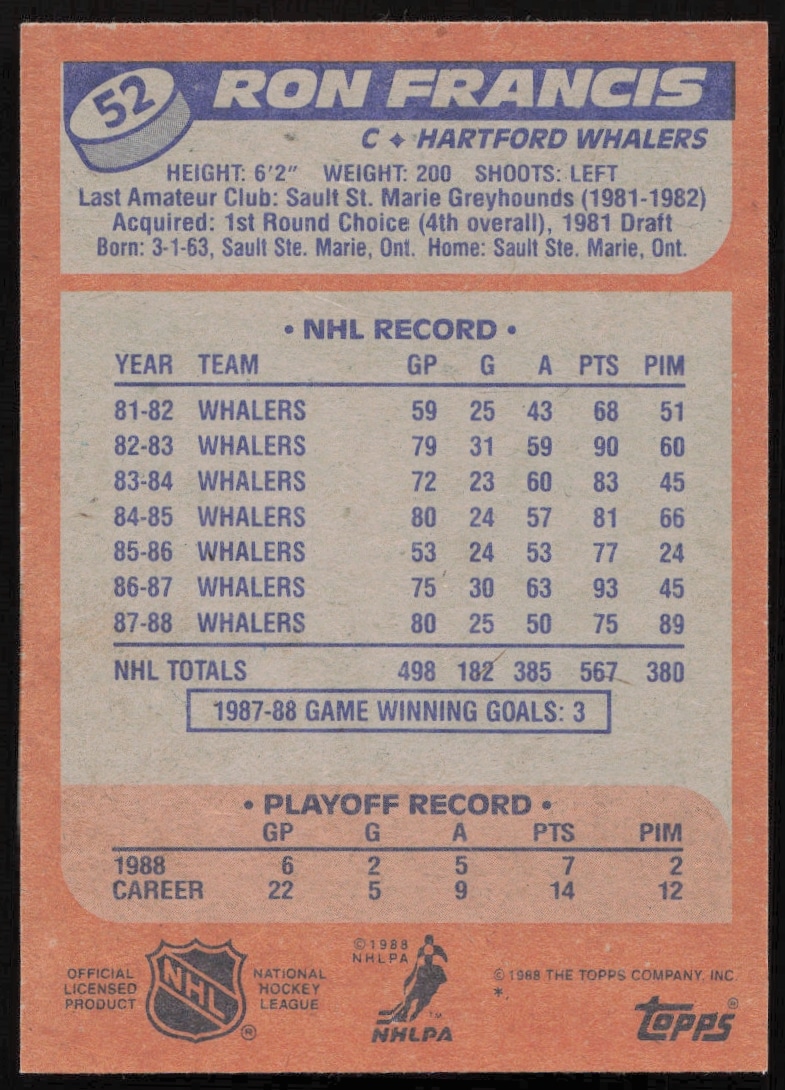 52
RON FRANCIS
C ♦ HARTFORD WHALERS
HEIGHT: 6'2" WEIGHT: 200 SHOOTS: LEFT
Last Amateur Club: Sault St. Marie Greyhounds (1981-1982)
Acquired: 1st Round Choice (4th overall), 1981 Draft
Born: 3-1-63, Sault Ste. Marie, Ont. Home: Sault Ste. Marie, Ont.
• NHL RECORD •
YEAR TEAM GP G A PTS PIM
81-82 WHALERS 59 25 43 68 51
82-83 WHALERS 79 31 59 90 60
83-84 WHALERS 72 23 60 83 45
84-85 WHALERS 80 24 57 81 66
85-86 WHALERS 53 24 53 77 24
86-87 WHALERS 75 30 63 93 45
87-88 WHALERS 80 25 50 75 89
NHL TOTALS 498 182 385 567 380
1987-88 GAME WINNING GOALS: 3
• PLAYOFF RECORD •
GP G A PTS PIM
1988 6 2 5 7 2
CAREER 22 5 9 14 12
OFFICIAL
LICENSED
PRODUCT
NHL ®
NATIONAL
HOCKEY
LEAGUE
© 1988
NHLPA
TM
NHLPA
© 1988 THE TOPPS COMPANY, INC.
*
topps ®